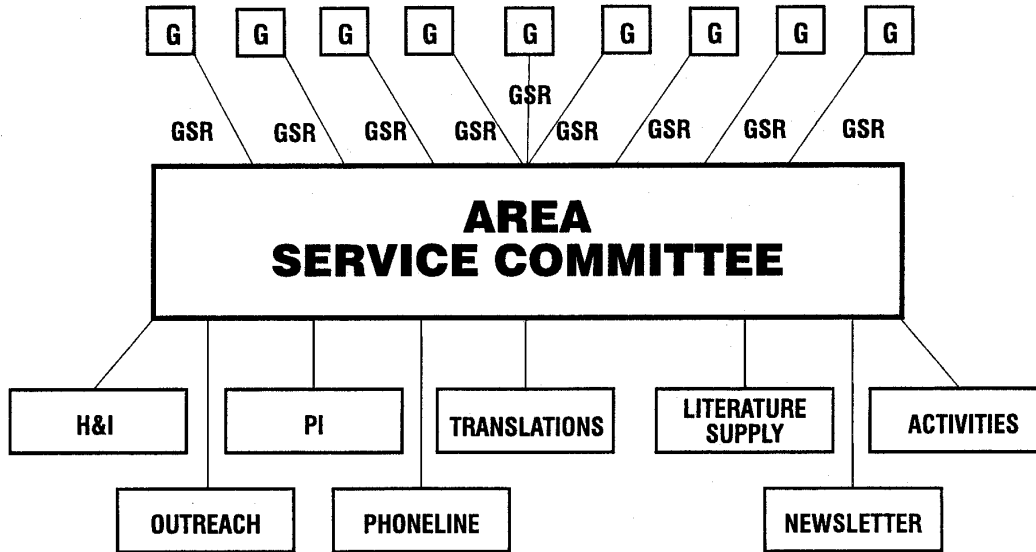 G G G G G G G G G
GSR
GSR GSR GSR GSR GSR GSR GSR GSR
AREA
SERVICE COMMITTEE
H&I PI TRANSLATIONS LITERATURE SUPPLY ACTIVITIES
OUTREACH PHONELINE NEWSLETTER